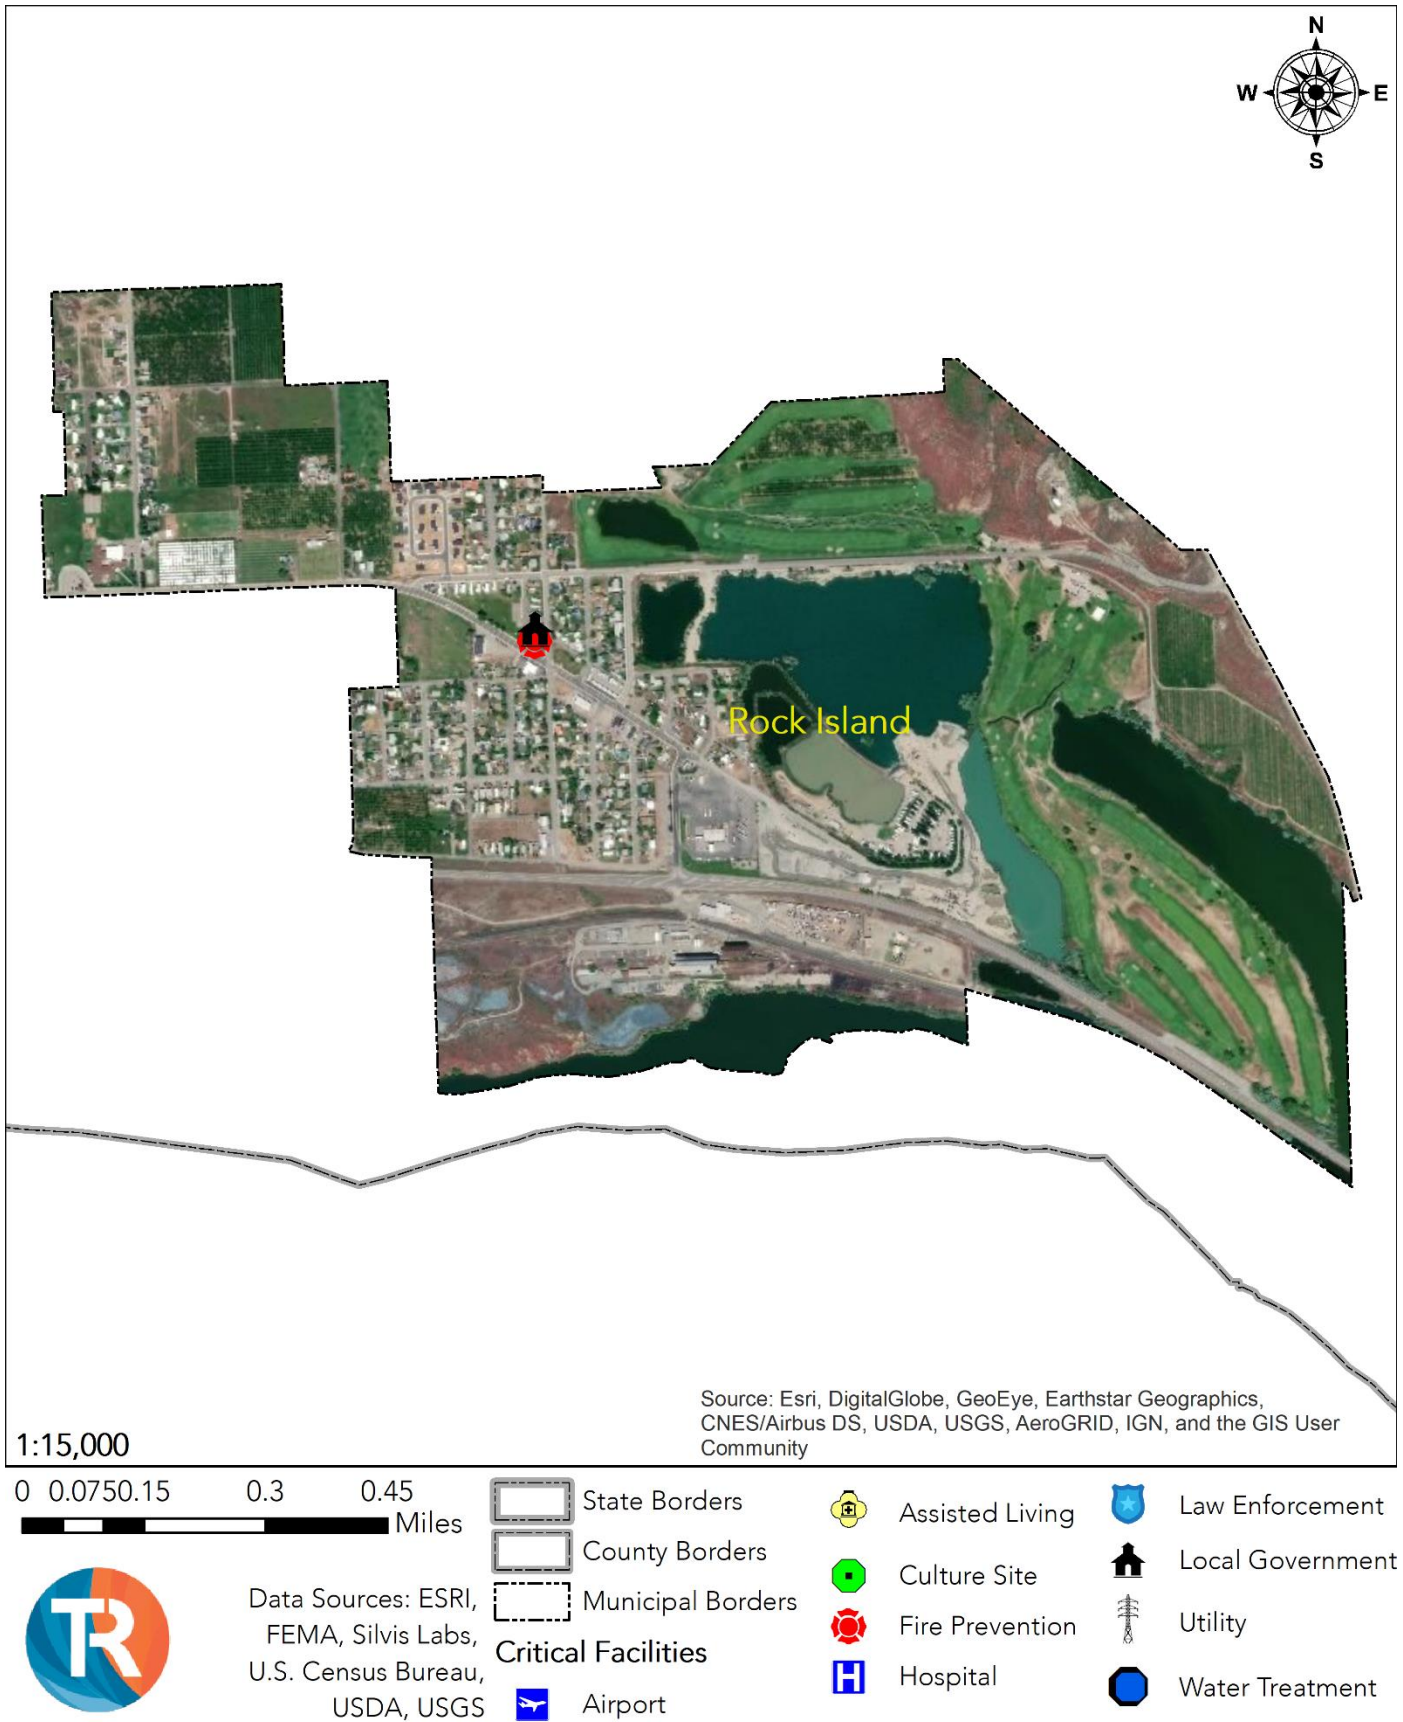 N
W E
S
Rock Island
Source: Esri, DigitalGlobe, GeoEye, Earthstar Geographics,
CNES/Airbus DS, USDA, USGS, AeroGRID, IGN, and the GIS User
Community
1:15,000
0 0.0750.15 0.3 0.45
Miles
Data Sources: ESRI,
FEMA, Silvis Labs,
U.S. Census Bureau,
USDA, USGS
TR
State Borders
County Borders
Municipal Borders
Critical Facilities
Airport
Assisted Living
Culture Site
Fire Prevention
H Hospital
Law Enforcement
Local Government
Utility
Water Treatment